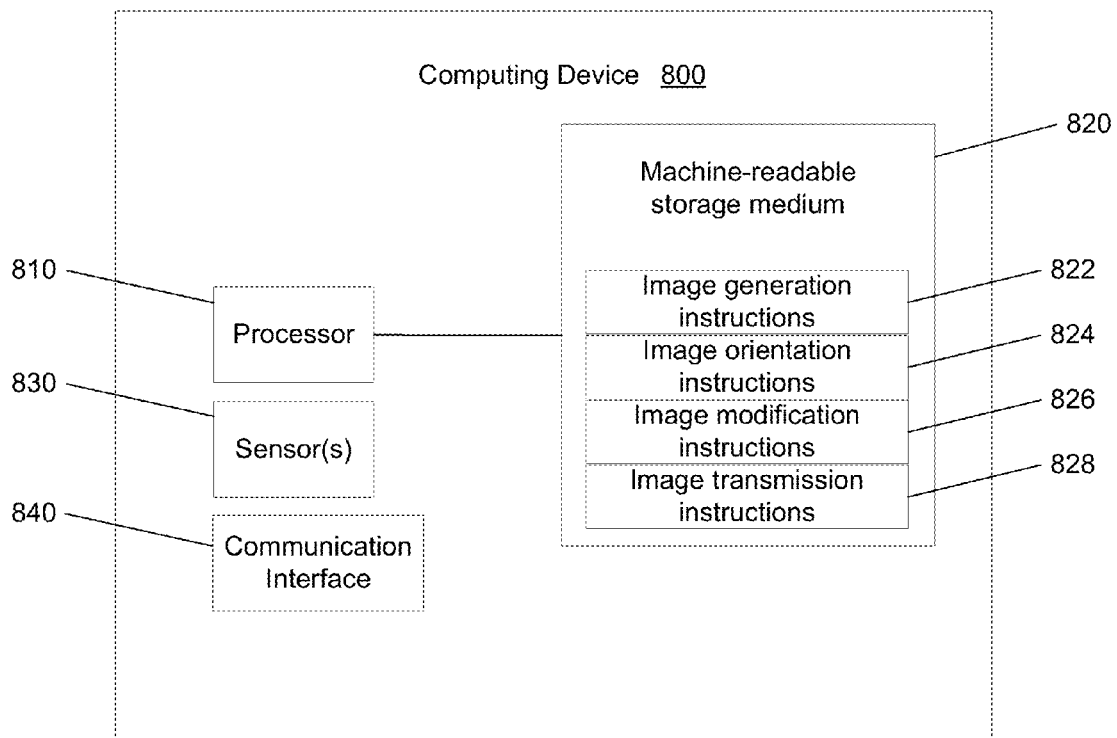 Computing Device 800
820
Machine-readable
storage medium
810
Processor
822
Image generation
instructions
824
Image orientation
instructions
830
Sensor(s)
826
Image modification
instructions
828
Image transmission
instructions
840
Communication
Interface